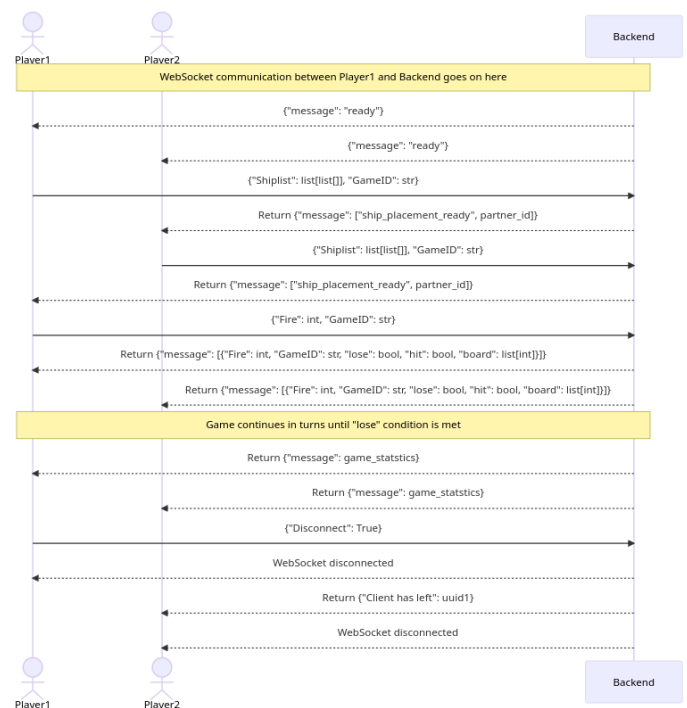 Player1
Player2
Backend
WebSocket communication between Player1 and Backend goes on here
{"message": "ready"}
{"message": "ready"}
{"Shiplist": list[list[]], "GameID": str}
Return {"message": ["ship_placement_ready", partner_id]}
{"Shiplist": list[list[]], "GameID": str}
Return {"message": ["ship_placement_ready", partner_id]}
{"Fire": int, "GameID": str}
Return {"message": [{"Fire": int, "GameID": str, "lose": bool, "hit": bool, "board": list[int]}]}
Return {"message": [{"Fire": int, "GameID": str, "lose": bool, "hit": bool, "board": list[int]}]}
Game continues in turns until "lose" condition is met
Return {"message": game_statstics}
Return {"message": game_statstics}
{"Disconnect": True}
WebSocket disconnected
Return {"Client has left": uuid1}
WebSocket disconnected
Player1
Player2
Backend